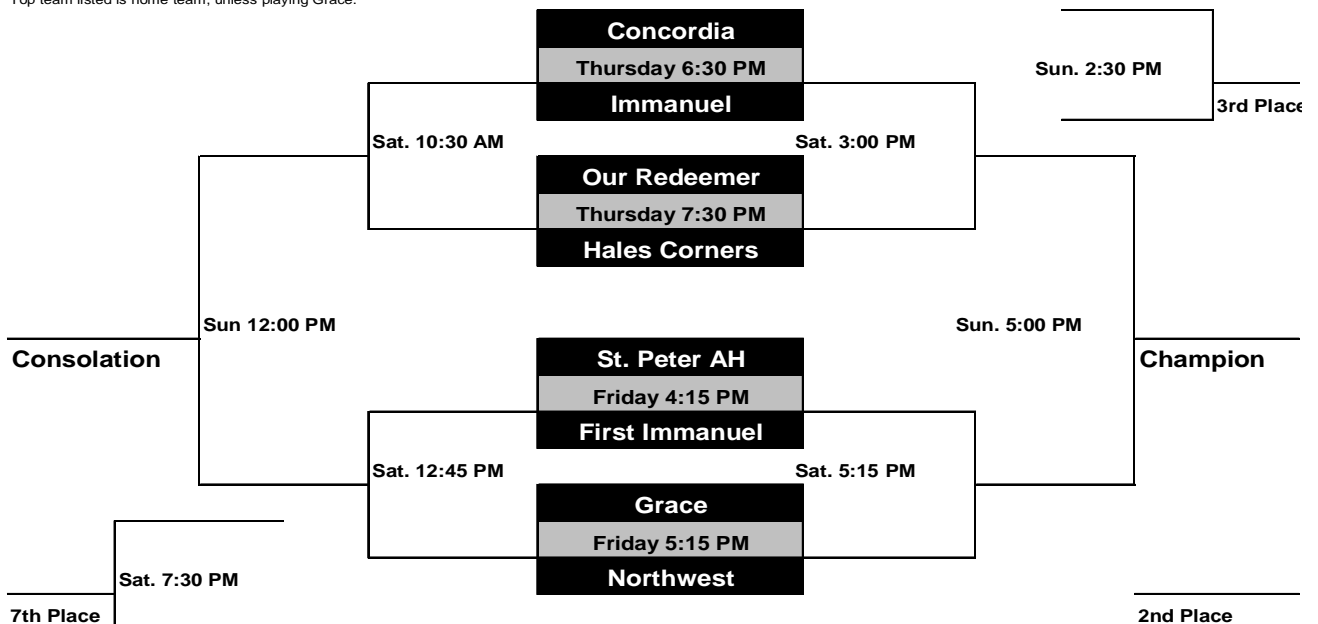 Top team listed is home team, unless playing Grace.
Concordia
Thursday 6:30 PM
Sun. 2:30 PM
Immanuel
3rd Place
Sat. 10:30 AM
Sat. 3:00 PM
Our Redeemer
Thursday 7:30 PM
Hales Corners
Sun 12:00 PM
Sun. 5:00 PM
Consolation
St. Peter AH
Champion
Friday 4:15 PM
First Immanuel
Sat. 12:45 PM
Sat. 5:15 PM
Grace
Friday 5:15 PM
Sat. 7:30 PM
Northwest
7th Place
2nd Place